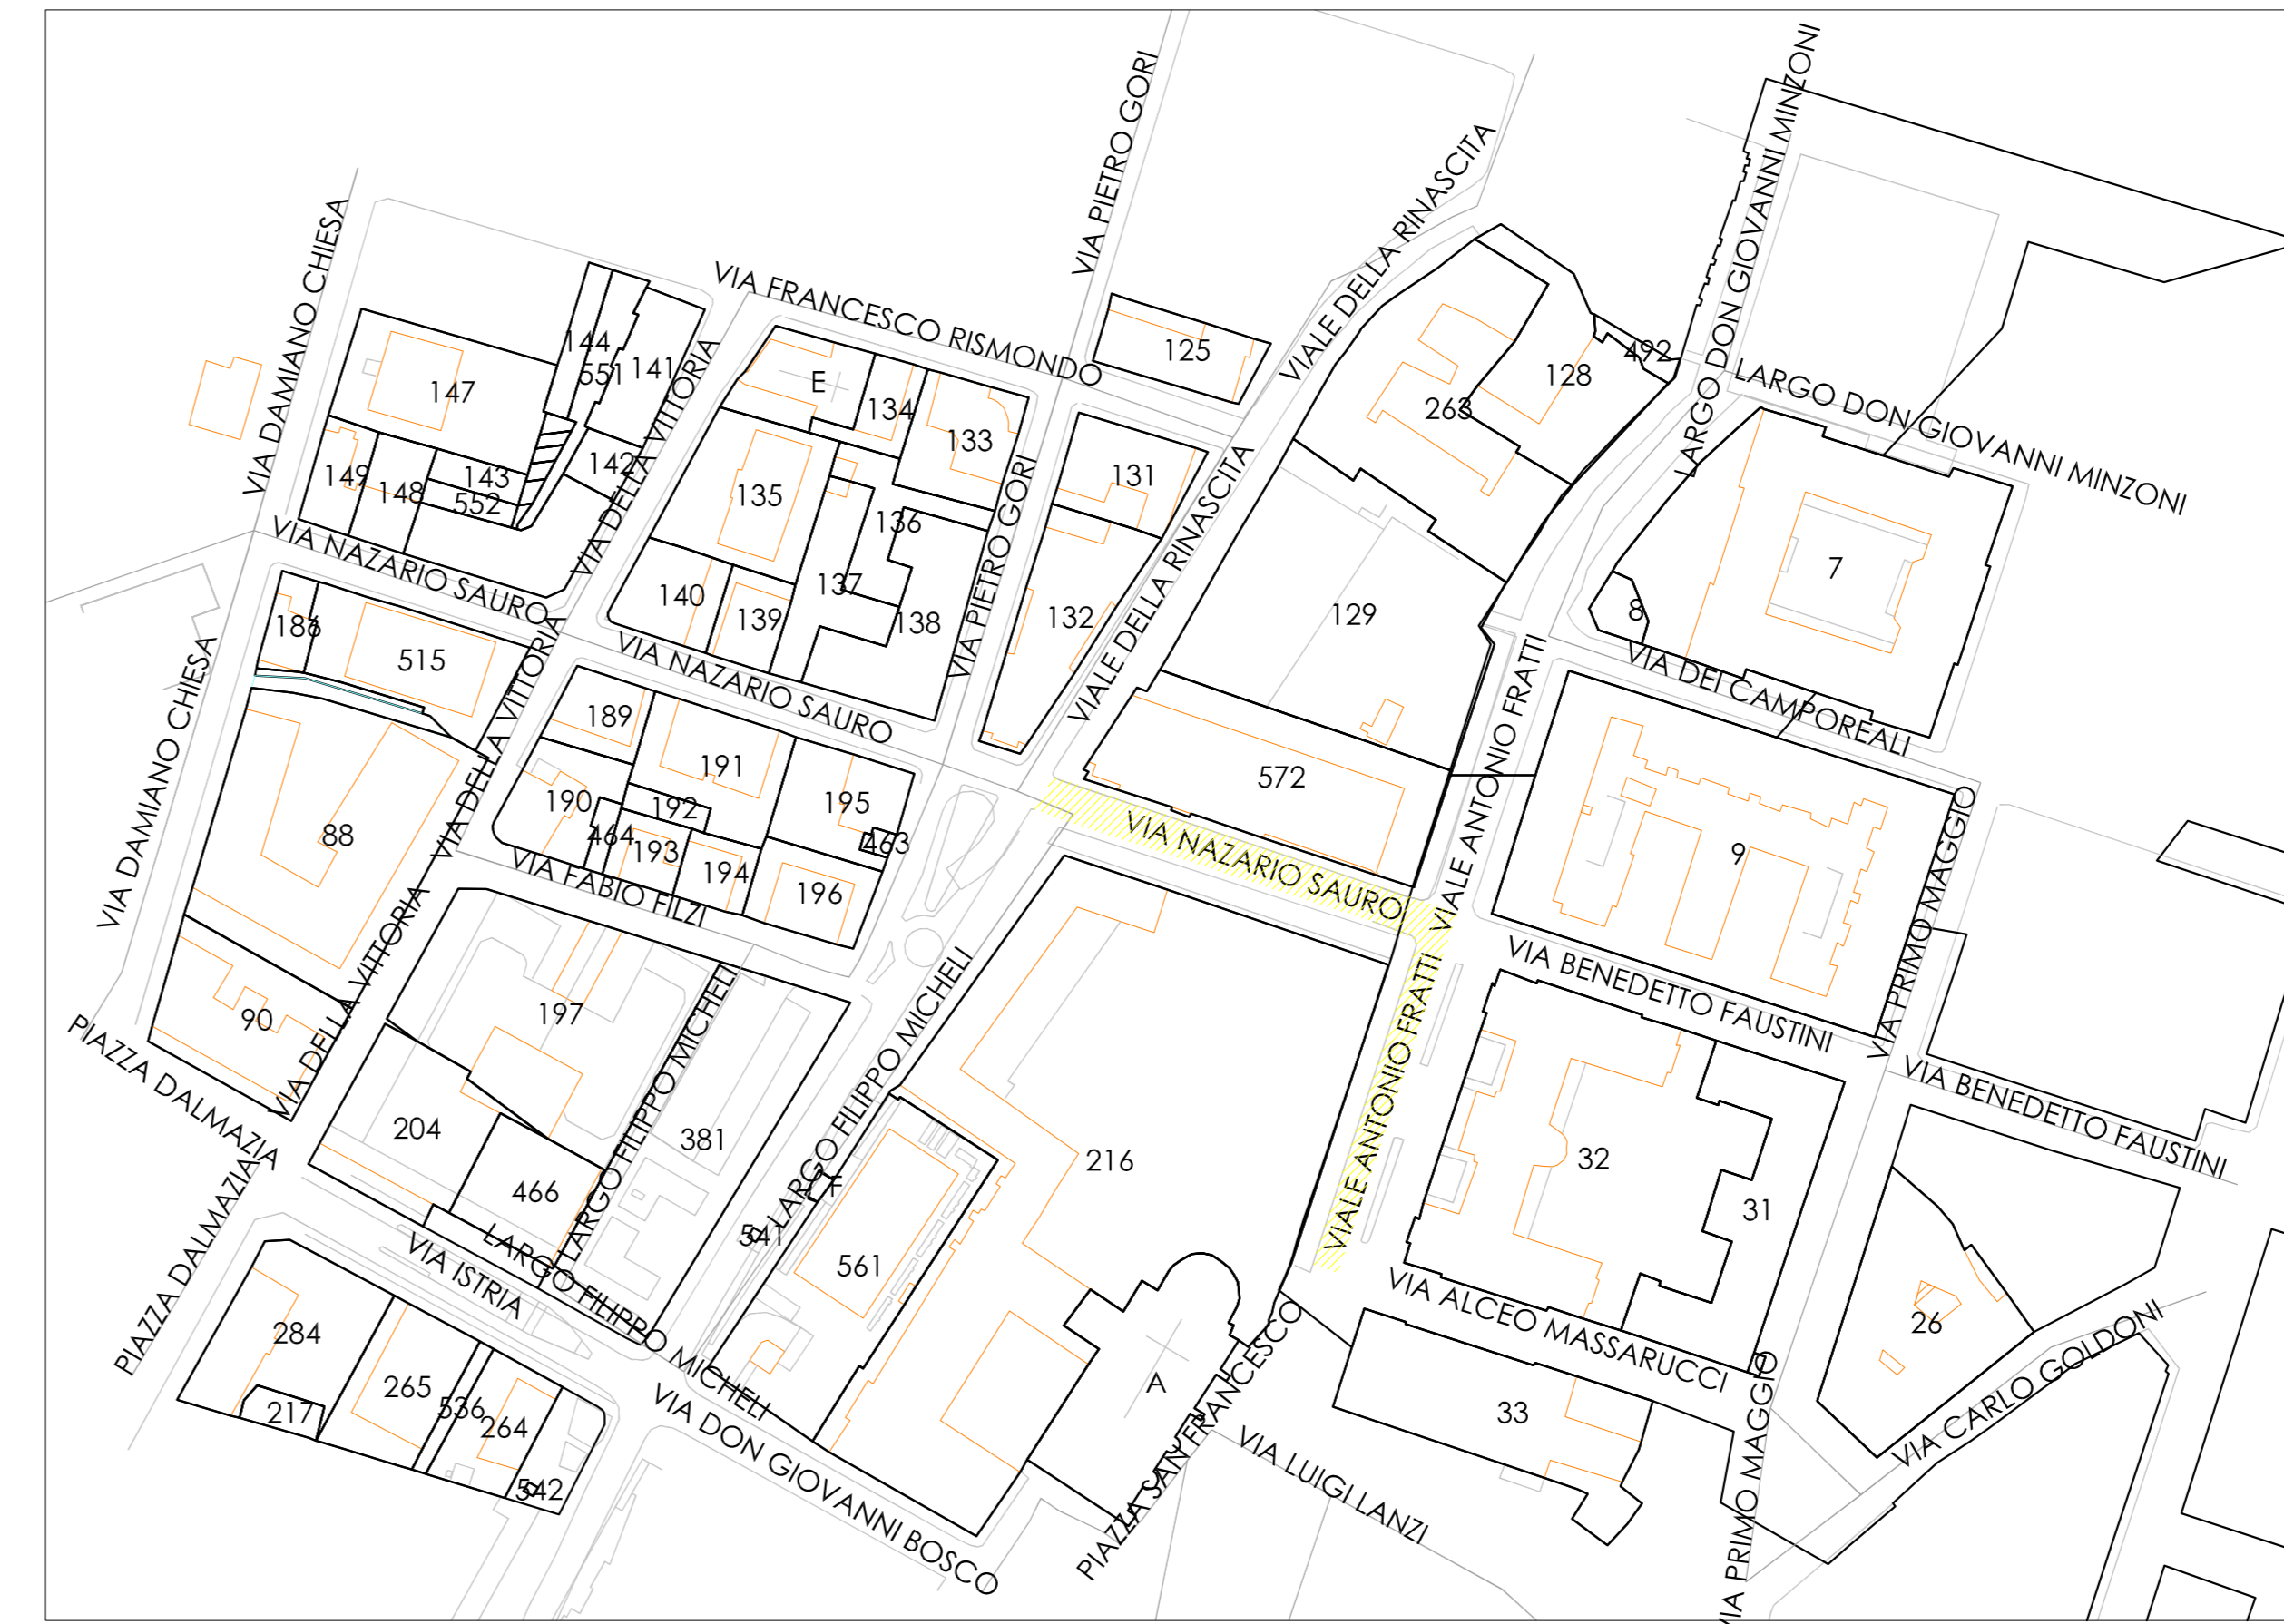 VIA PIETRO GORI
LARGO DON GIOVANNI MINZONI
VIALE DELLA RINASCITA
VIA DAMIANO CHIESA
VIA FRANCESCO RISMONDO
144
551
141
147
E
134
125
133
263
128
492
LARGO DON GIOVANNI MINZONI
VIA DELLA VITTORIA
149
148
143
552
142
135
136
131
VIA NAZARIO SAURO
VIA PIETRO GORI
VIALE DELLA RINASCITA
140
139
137
138
132
129
7
8
186
515
VIA DELLA VITTORIA
VIA NAZARIO SAURO
VIA DEI CAMPOREALI
VIA DAMIANO CHIESA
189
191
190
192
195
464
193
194
463
196
572
VIALE ANTONIO FRATTI
9
88
VIA FABIO FILZI
VIA NAZARIO SAURO
VIA PRIMO MAGGIO
VIA BENEDETTO FAUSTINI
90
VIA DELLA VITTORIA
197
LARGO FILIPPO MICHELI
LARGO FILIPPO MICHELI
VIALE ANTONIO FRATTI
PIAZZA DALMAZIA
204
381
216
32
31
VIA BENEDETTO FAUSTINI
466
F
541
561
PIAZZA DALMAZIA
VIA ISTRIA
LARGO FILIPPO MICHELI
VIA ALCEO MASSARUCCI
26
VIA CARLO GOLDONI
284
265
217
536
264
542
A
33
VIA DON GIOVANNI BOSCO
PIAZZA SAN FRANCESCO
VIA LUIGI LANZI
VIA PRIMO MAGGIO